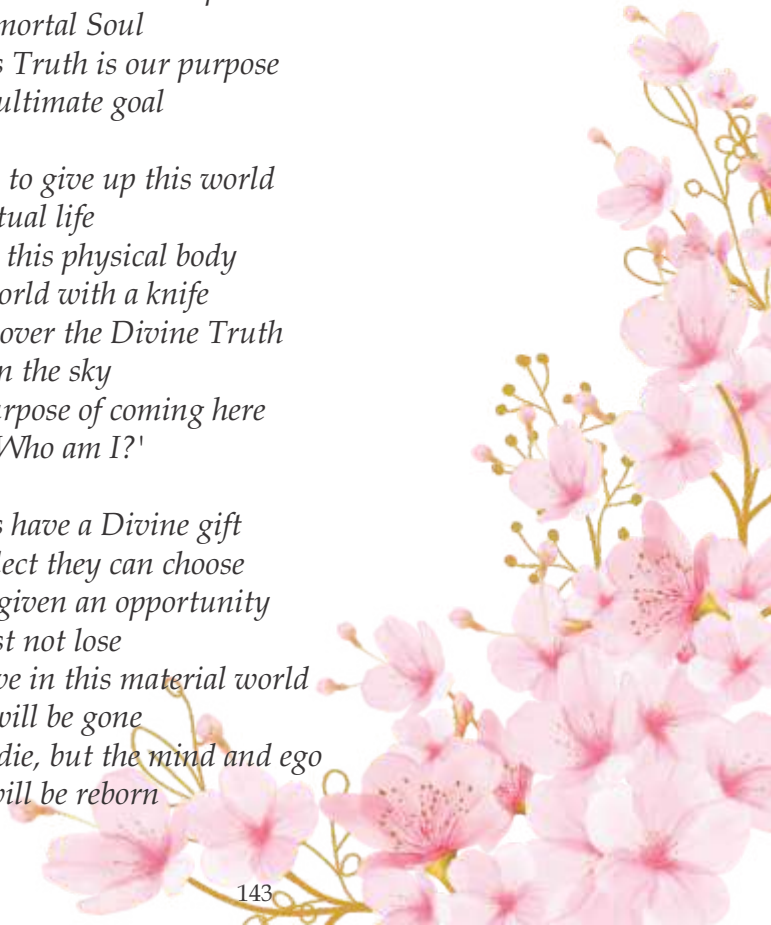 mortal Soul
Truth is our purpose
ultimate goal
to give up this world
tual life
this physical body
orld with a knife
over the Divine Truth
n the sky
rpose of coming here
Who am I?'
have a Divine gift
lect they can choose
given an opportunity
st not lose
ve in this material world
will be gone
die, but the mind and ego
will be reborn
143